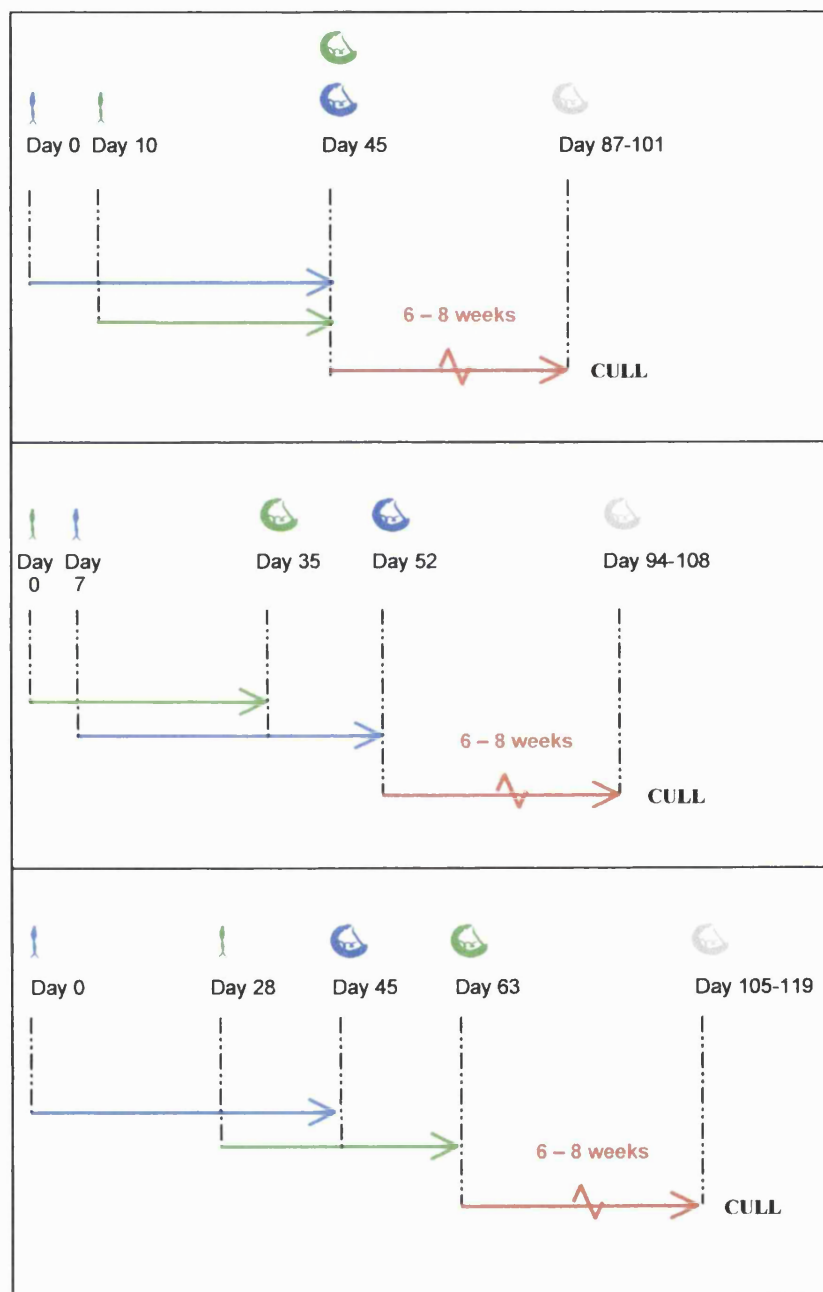 Day 0 Day 10 Day 45 Day 87-101
6 – 8 weeks
CULL
Day 0 Day 7 Day 35 Day 52 Day 94-108
6 – 8 weeks
CULL
Day 0 Day 28 Day 45 Day 63 Day 105-119
6 – 8 weeks
CULL